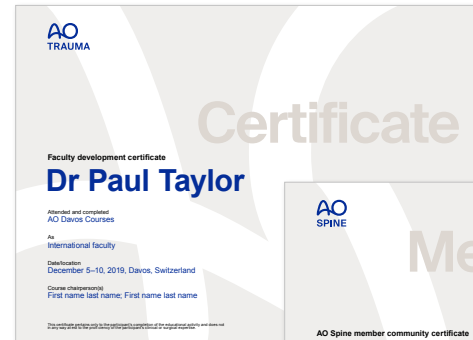 AO
TRAUMA
Certificate
Faculty development certificate
Dr Paul Taylor
Attended and completed
AO Davos Courses
As
International faculty
Date/location
December 5–10, 2019, Davos, Switzerland
Course chairperson(s)
First name last name; First name last name
This certificate pertains only to the participant's completion of the educational activity and does not
in any way attest to the proficiency of the participant's clinical or surgical expertise.
AO
SPINE
Me
AO Spine member community certificate